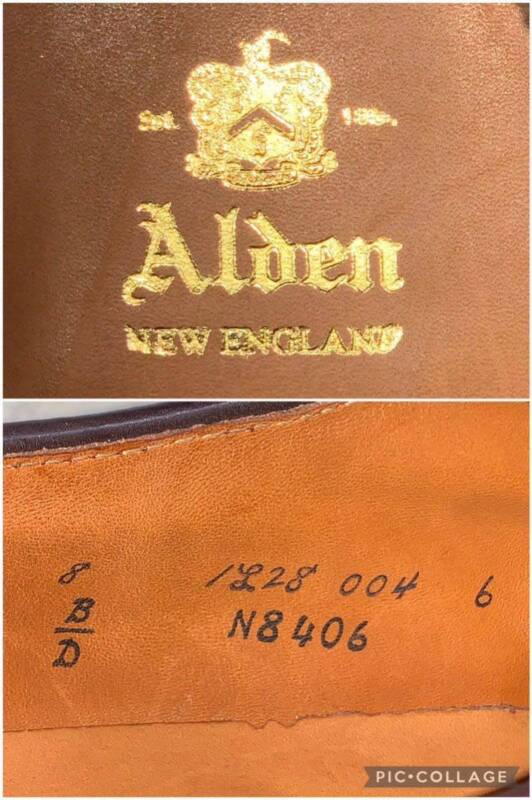 Est. 1884
Alden
NEW ENGLAND
8 1L28 004 6
B
D
N8406
PIC•COLLAGE